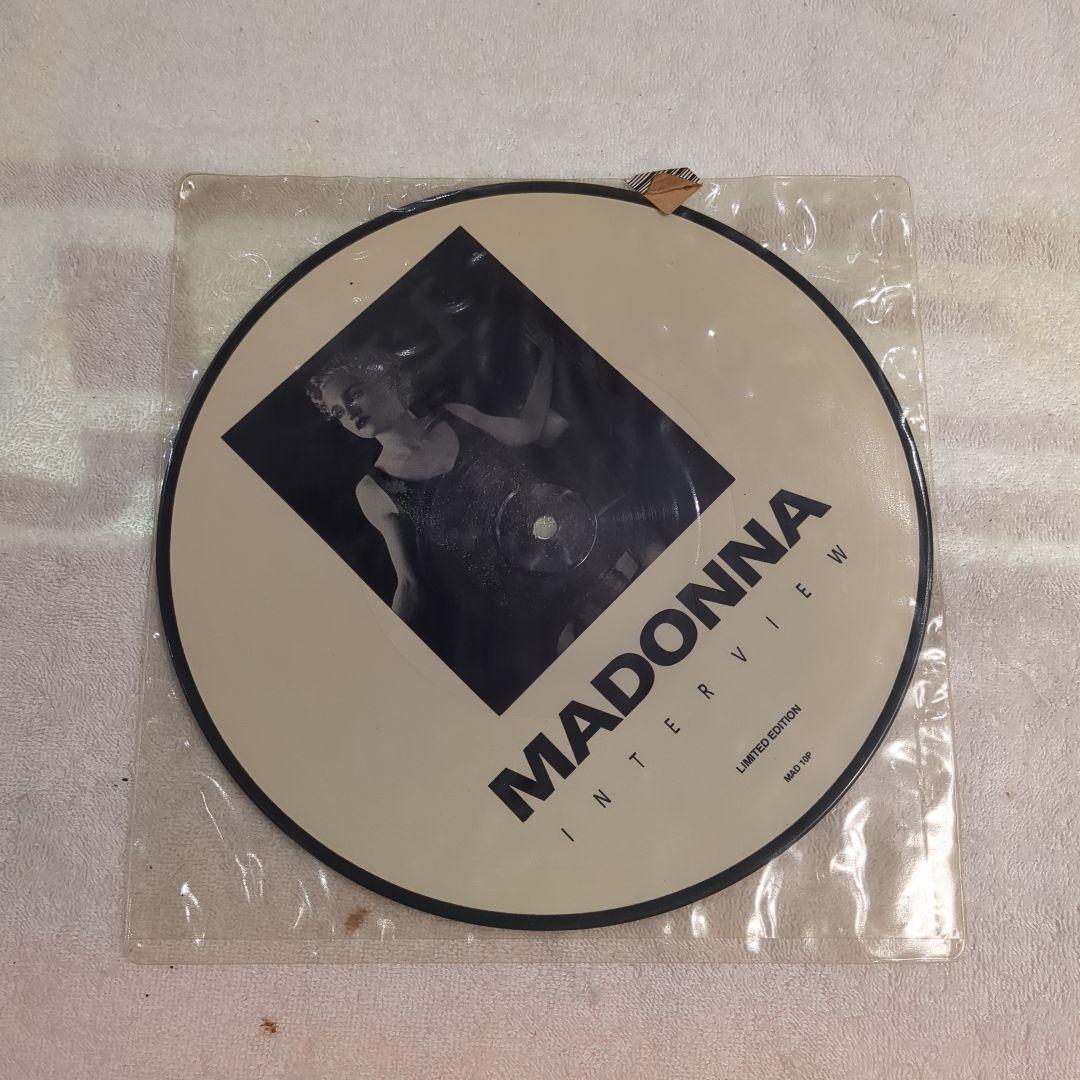 MADONNA
INTERVIEW
LIMITED EDITION
MAD 10P